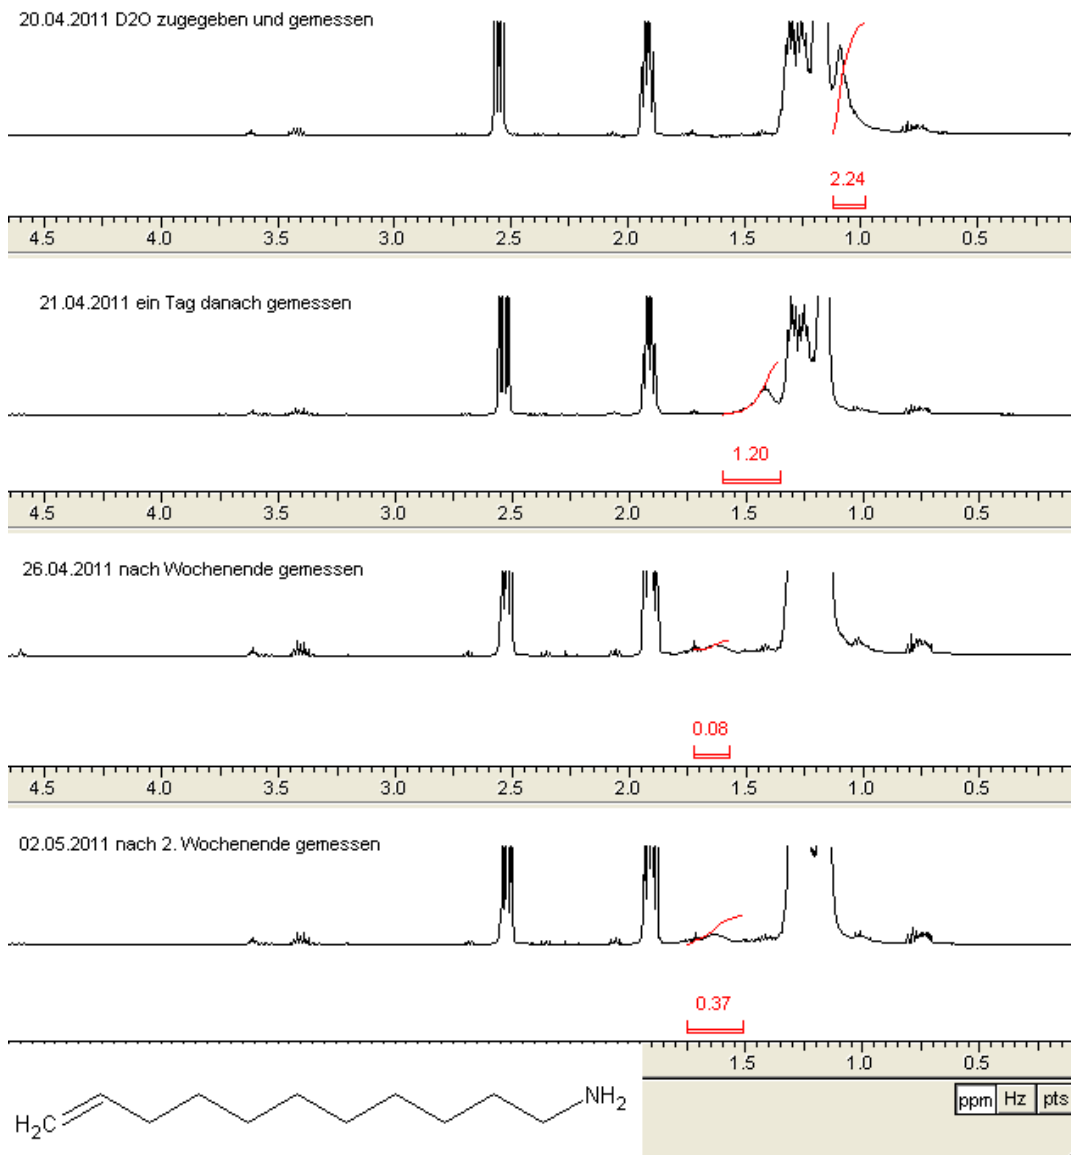 20.04.2011 D2O zugegeben und gemessen
2.24
4.5 4.0 3.5 3.0 2.5 2.0 1.5 1.0 0.5
21.04.2011 ein Tag danach gemessen
1.20
4.5 4.0 3.5 3.0 2.5 2.0 1.5 1.0 0.5
26.04.2011 nach Wochenende gemessen
0.08
4.5 4.0 3.5 3.0 2.5 2.0 1.5 1.0 0.5
02.05.2011 nach 2. Wochenende gemessen
0.37
1.5 1.0 0.5
H2C NH2
ppm Hz pts